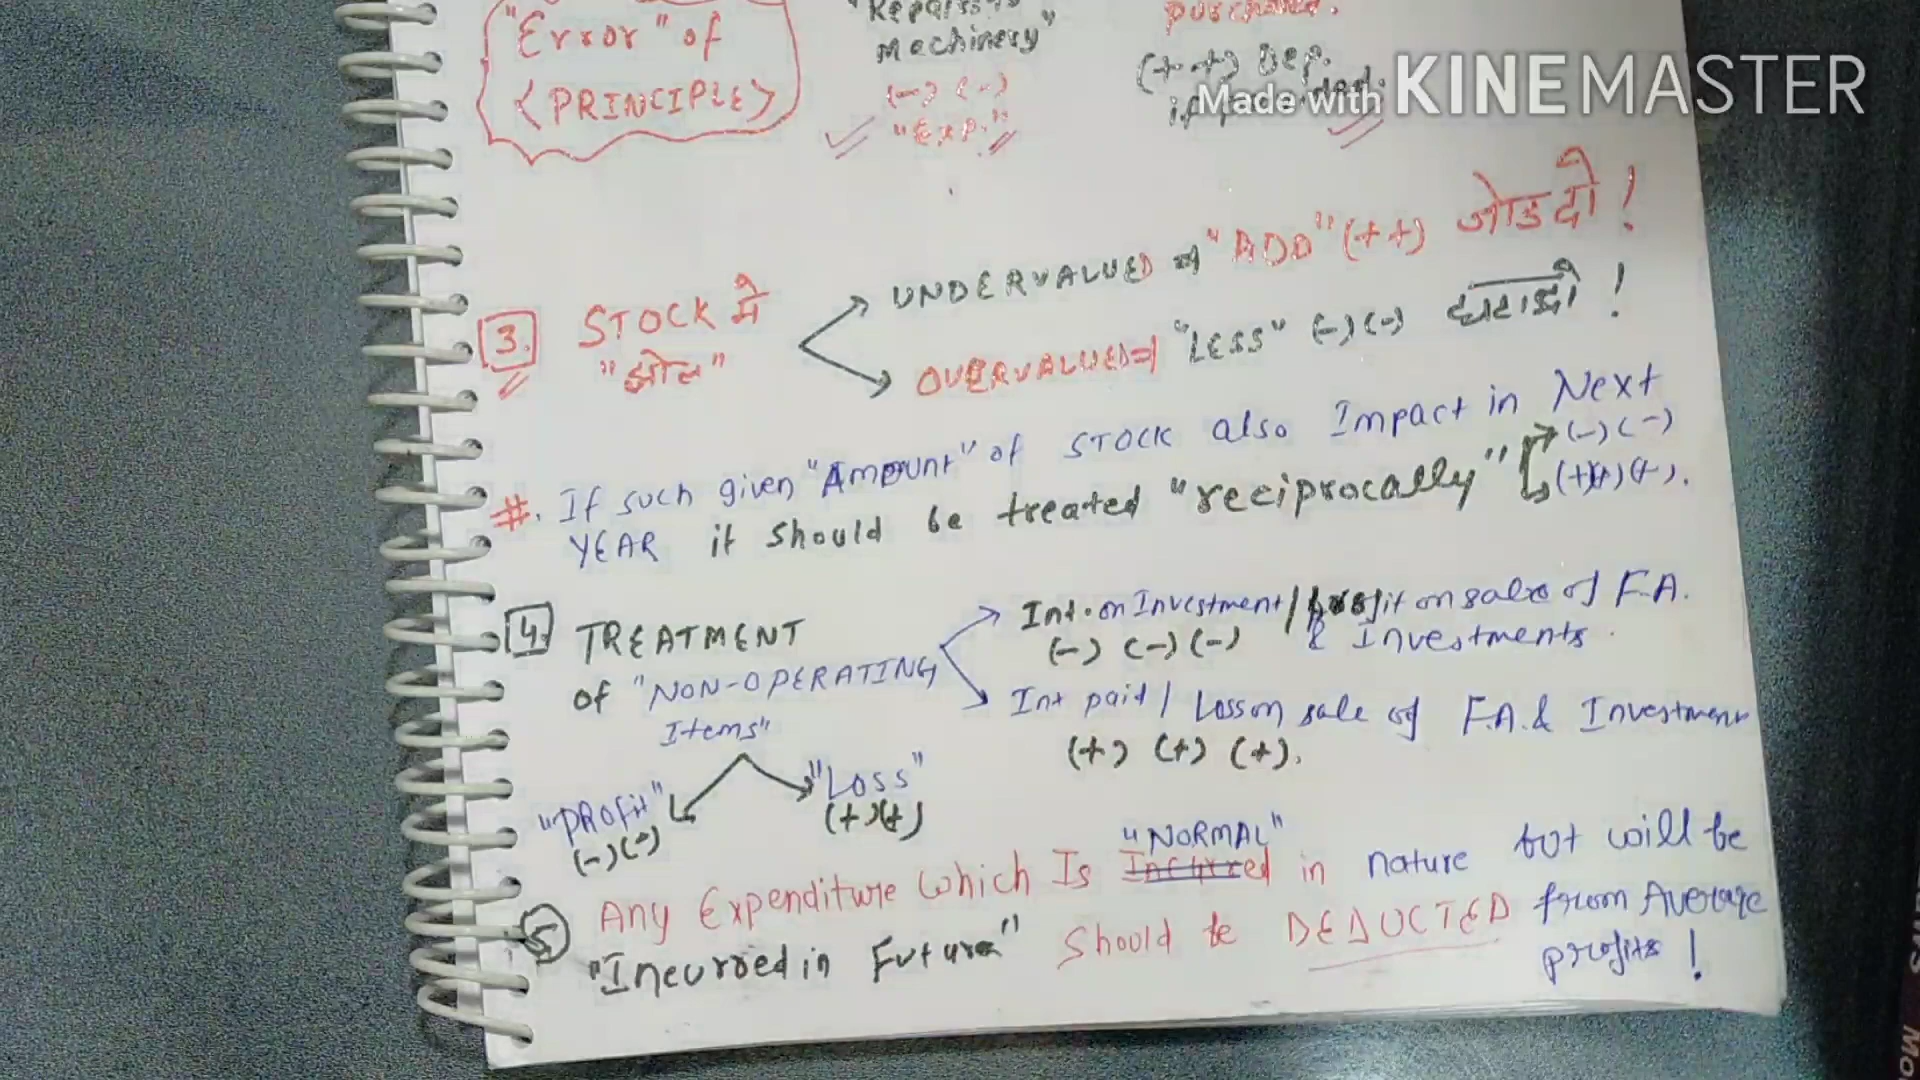 "Error" of
<PRINCIPLE>
Machinery"
(-) (-)
"Exp."
(++) Dep.
Made with KINEMASTER
3. STOCK मे
"झोल"
UNDERVALUED ⇒ "ADD" (++) जोड दो!
OVERVALUED ⇒ "LESS" (-) (-) घटादो!
#. If such given "Amount" of STOCK also Impact in Next
YEAR it should be treated "reciprocally"
(-) (-)
(+)(+)(+).
4. TREATMENT
of "NON-OPERATING
Items"
Int. on Investment / profit on sale of F.A.
(-) (-) (-) & Investments.
Int paid / Loss on sale of F.A. & Investment
(+) (+) (+).
"Profit"
(-) (-)
"Loss"
(+)(+)
"NORMAL"
5 Any Expenditure which Is Incurred in nature but will be
"Incurred in Future" should be DEDUCTED from Average
profits!